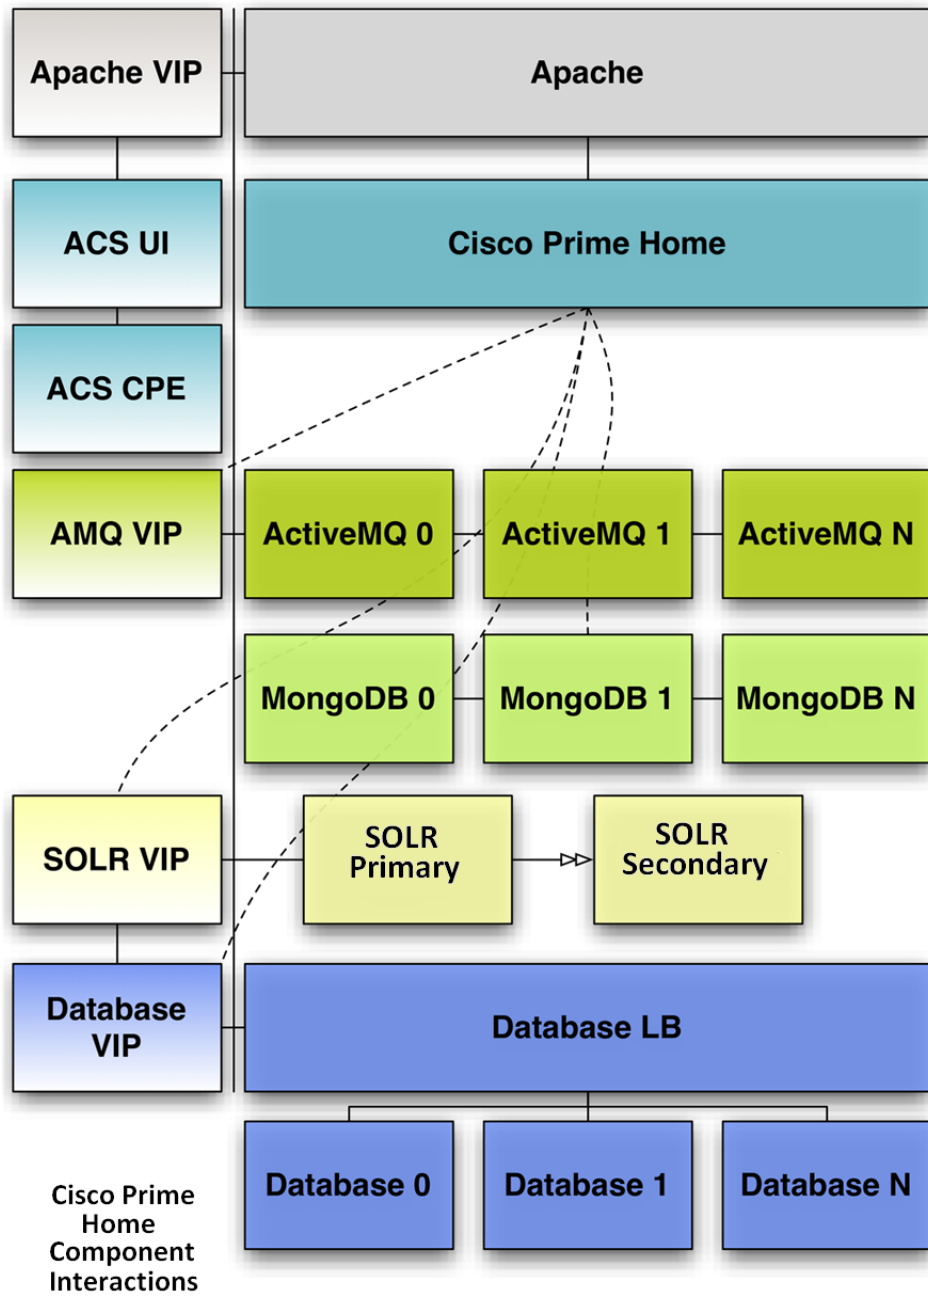 Apache VIP
Apache
ACS UI
Cisco Prime Home
ACS CPE
AMQ VIP
ActiveMQ 0
ActiveMQ 1
ActiveMQ N
MongoDB 0
MongoDB 1
MongoDB N
SOLR VIP
SOLR
Primary
SOLR
Secondary
Database
VIP
Database LB
Database 0
Database 1
Database N
Cisco Prime
Home
Component
Interactions